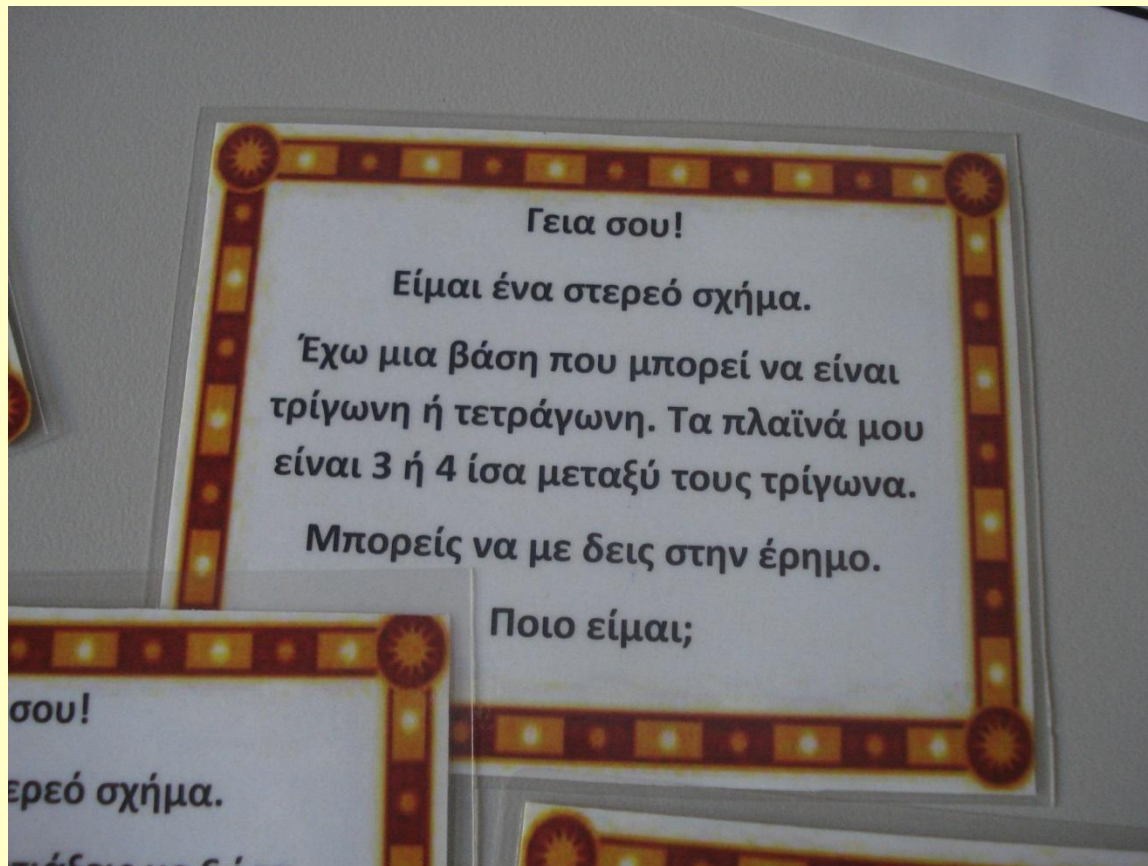 Γεια σου!
Είμαι ένα στερεό σχήμα.
Έχω μια βάση που μπορεί να είναι
τρίγωνη ή τετράγωνη. Τα πλαϊνά μου
είναι 3 ή 4 ίσα μεταξύ τους τρίγωνα.
Μπορείς να με δεις στην έρημο.
Ποιο είμαι;
σου!
σχήμα.